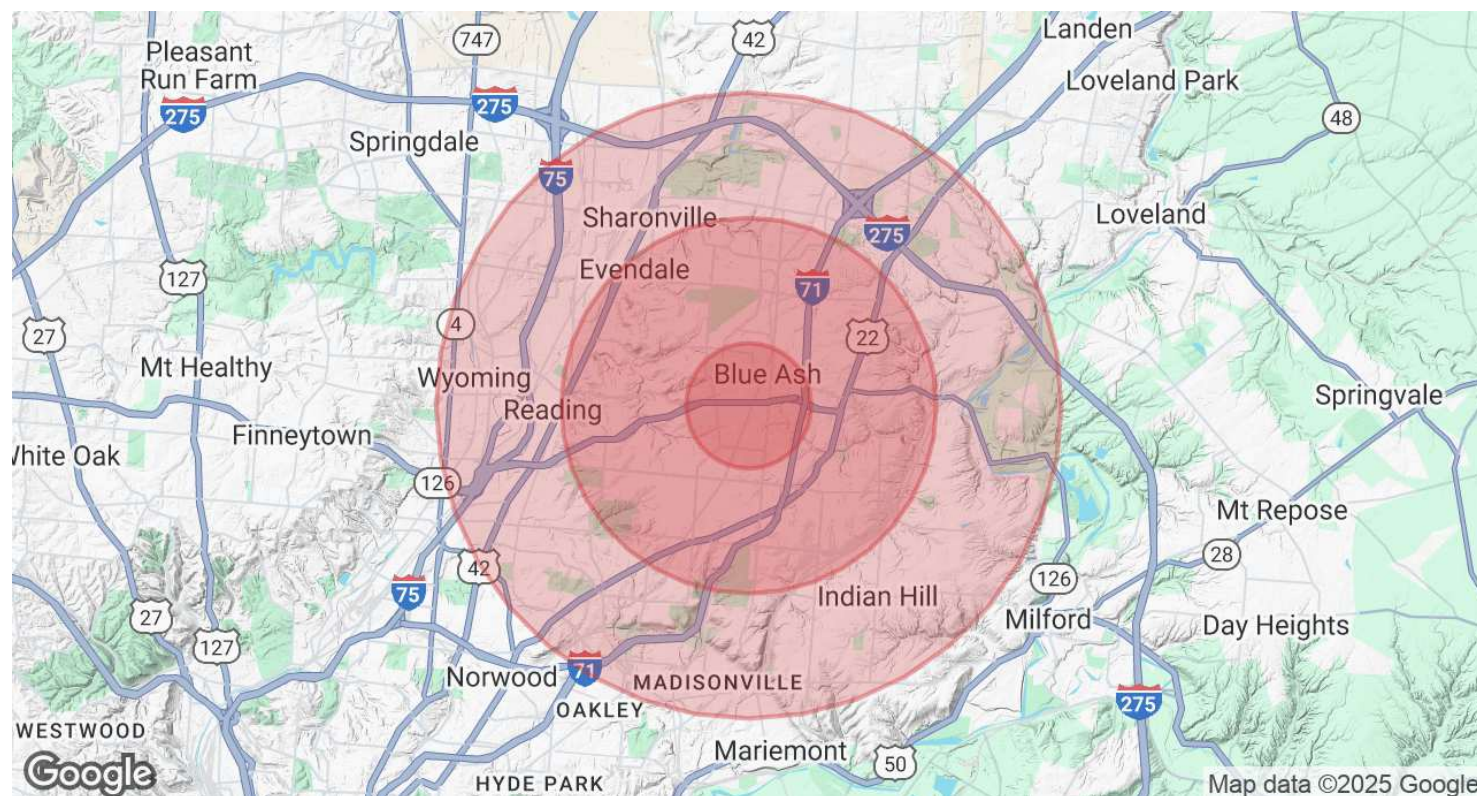 747
42
Landen
Pleasant
Run Farm
Loveland Park
275
275
48
Springdale
75
Sharonville
Loveland
275
Evendale
127
71
4
22
27
Mt Healthy
Wyoming
Blue Ash
Springvale
Reading
Finneytown
White Oak
126
Mt Repose
28
42
126
75
Indian Hill
27
Milford
Day Heights
127
71
Norwood
MADISONVILLE
275
OAKLEY
WESTWOOD
Mariemont
50
Google
HYDE PARK
Map data ©2025 Google